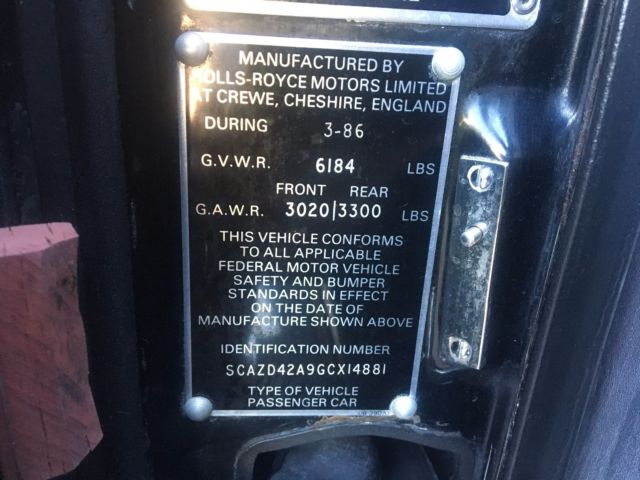 MANUFACTURED BY
ROLLS-ROYCE MOTORS LIMITED
AT CREWE, CHESHIRE, ENGLAND
DURING 3-86
G.V.W.R. 6184 LBS
FRONT REAR
G.A.W.R. 3020|3300 LBS
THIS VEHICLE CONFORMS
TO ALL APPLICABLE
FEDERAL MOTOR VEHICLE
SAFETY AND BUMPER
STANDARDS IN EFFECT
ON THE DATE OF
MANUFACTURE SHOWN ABOVE
IDENTIFICATION NUMBER
SCAZD42A9GCX14881
TYPE OF VEHICLE
PASSENGER CAR